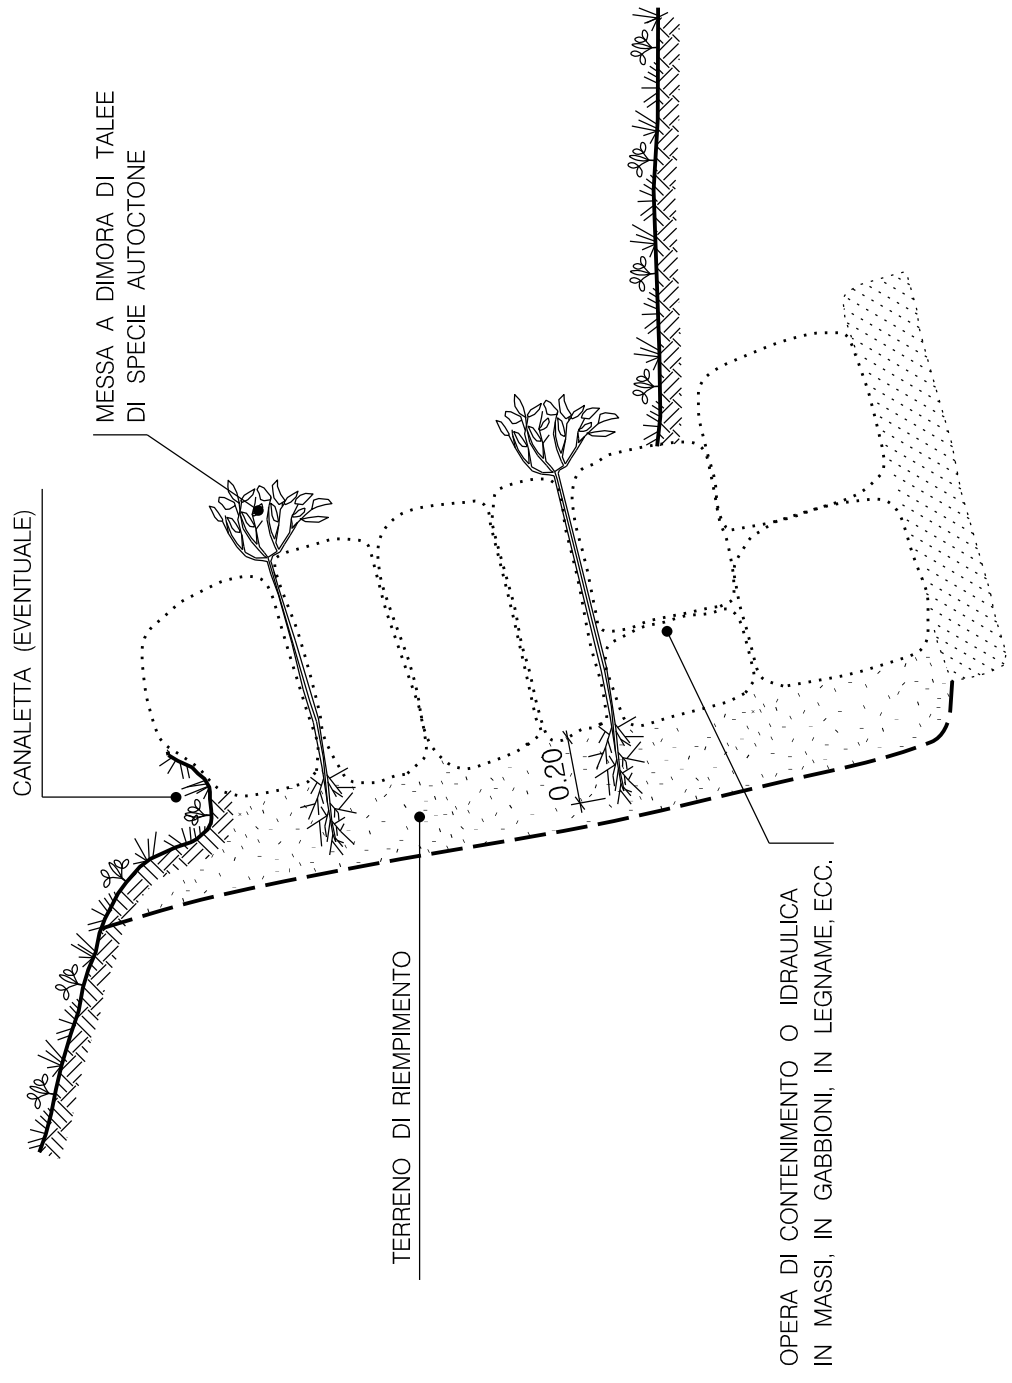 CANALETTA (EVENTUALE)
MESSA A DIMORA DI TALEE
DI SPECIE AUTOCTONE
TERRENO DI RIEMPIMENTO
0.20
OPERA DI CONTENIMENTO O IDRAULICA
IN MASSI, IN GABBIONI, IN LEGNAME, ECC.